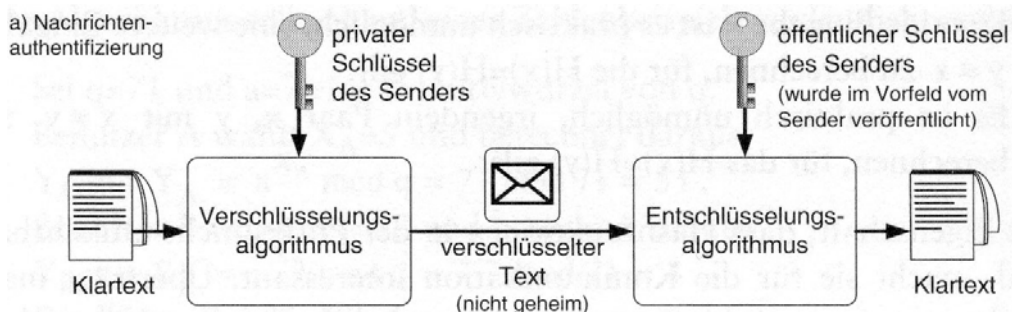 a) Nachrichten-
authentifizierung
privater
Schlüssel
des Senders
öffentlicher Schlüssel
des Senders
(wurde im Vorfeld vom
Sender veröffentlicht)
Klartext
Verschlüsselungs-
algorithmus
verschlüsselter
Text
(nicht geheim)
Entschlüsselungs-
algorithmus
Klartext